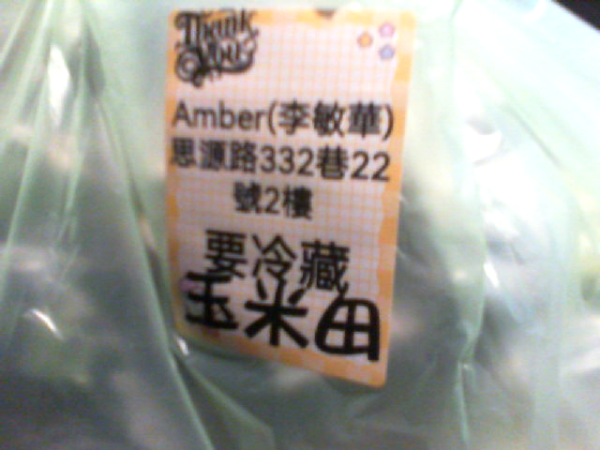 Thank
You
Amber(李敏華)
思源路332巷22
號2樓
要冷藏
玉米田